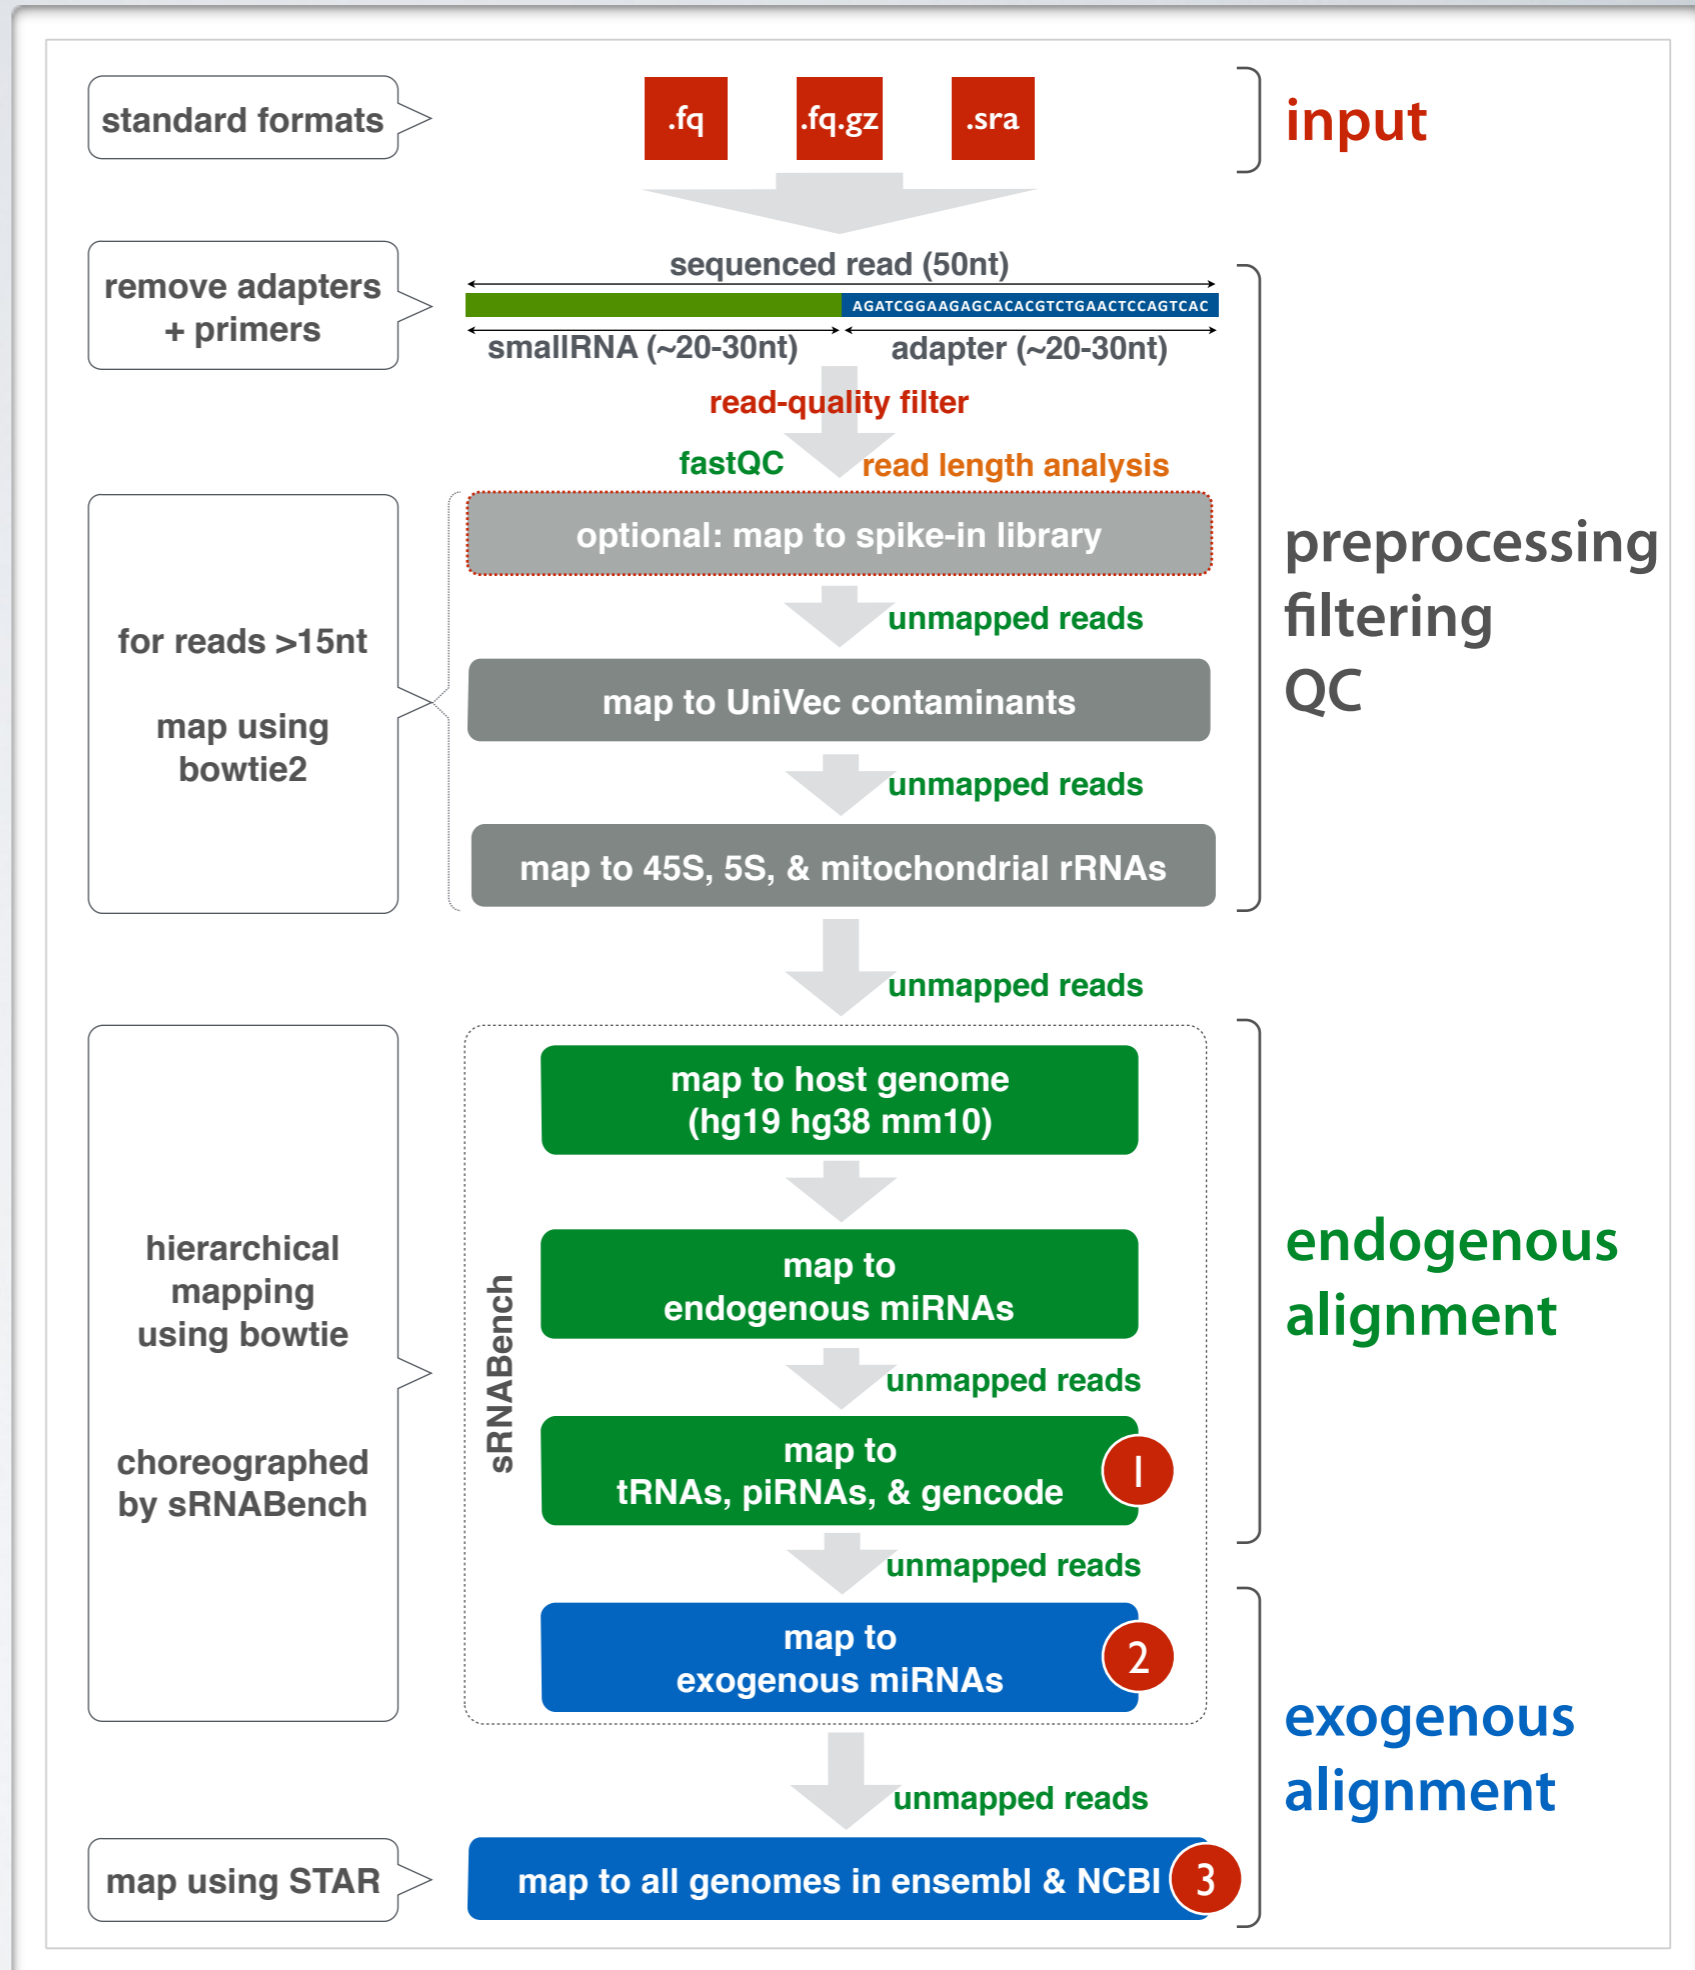 standard formats
.fq
.fq.gz
.sra
input
remove adapters
+ primers
sequenced read (50nt)
AGATCGGAAGAGCACACGTCTGAACTCCAGTCAC
smallRNA (~20-30nt)
adapter (~20-30nt)
read-quality filter
fastQC
read length analysis
for reads >15nt
map using
bowtie2
optional: map to spike-in library
unmapped reads
map to UniVec contaminants
unmapped reads
map to 45S, 5S, & mitochondrial rRNAs
preprocessing
filtering
QC
unmapped reads
hierarchical
mapping
using bowtie
choreographed
by sRNABench
sRNABench
map to host genome
(hg19 hg38 mm10)
map to
endogenous miRNAs
unmapped reads
map to
tRNAs, piRNAs, & gencode
1
endogenous
alignment
unmapped reads
map to
exogenous miRNAs
2
unmapped reads
exogenous
alignment
map using STAR
map to all genomes in ensembl & NCBI
3